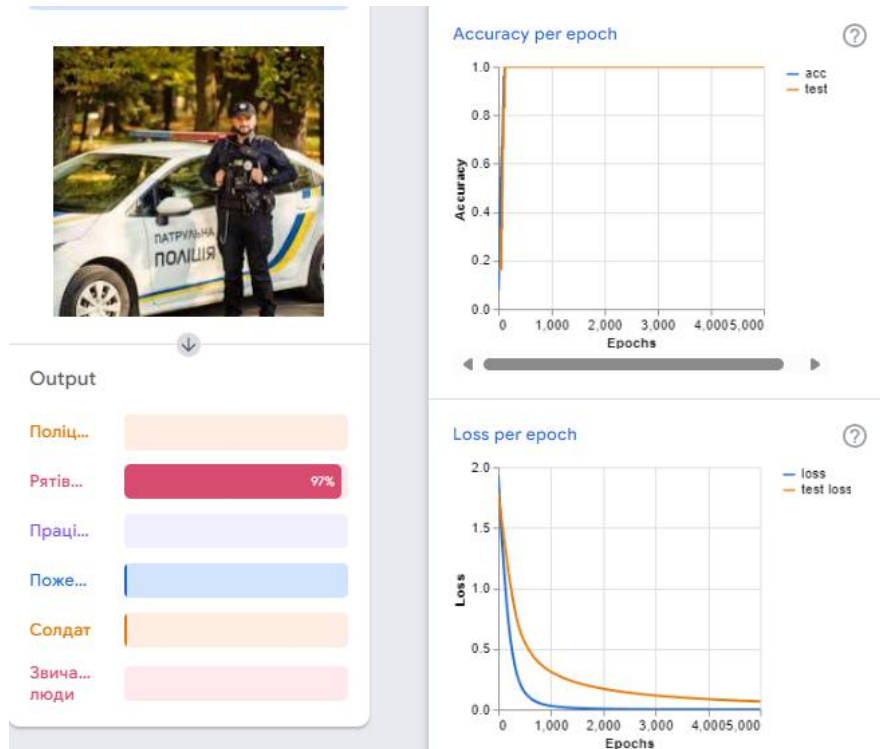 ПАТРУЛЬНА
ПОЛІЦІЯ
Output
Поліц...
Рятів...
97%
Праці...
Поже...
Солдат
Звича...
люди
Accuracy per epoch
acc
test
1.0
0.8
0.6
0.4
0.2
0.0
Accuracy
0 1,000 2,000 3,000 4,0005,000
Epochs
Loss per epoch
loss
test loss
2.0
1.5
1.0
0.5
0.0
Loss
0 1,000 2,000 3,000 4,0005,000
Epochs